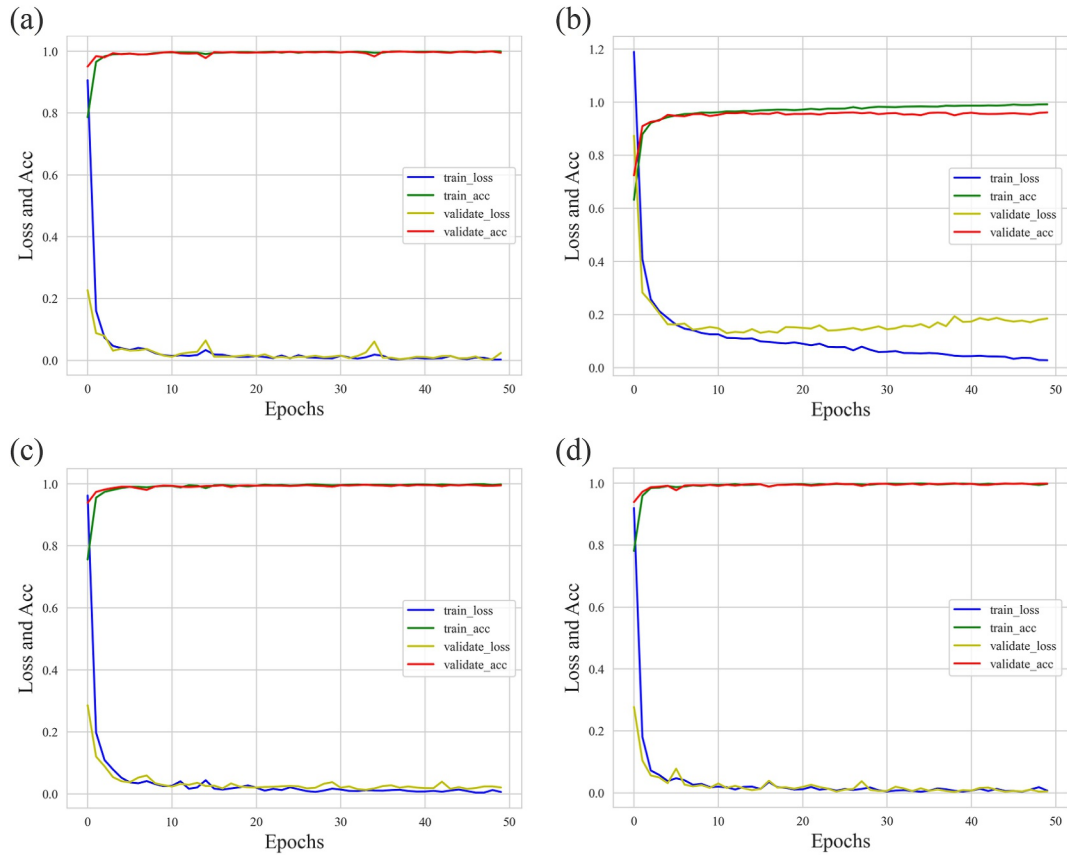 (a)
1.0
0.8
0.6
0.4
0.2
0.0
Loss and Acc
train_loss
train_acc
validate_loss
validate_acc
0 10 20 30 40 50
Epochs
(b)
1.2
1.0
0.8
0.6
0.4
0.2
0.0
Loss and Acc
train_loss
train_acc
validate_loss
validate_acc
0 10 20 30 40 50
Epochs
(c)
1.0
0.8
0.6
0.4
0.2
0.0
Loss and Acc
train_loss
train_acc
validate_loss
validate_acc
0 10 20 30 40 50
Epochs
(d)
1.0
0.8
0.6
0.4
0.2
0.0
Loss and Acc
train_loss
train_acc
validate_loss
validate_acc
0 10 20 30 40 50
Epochs